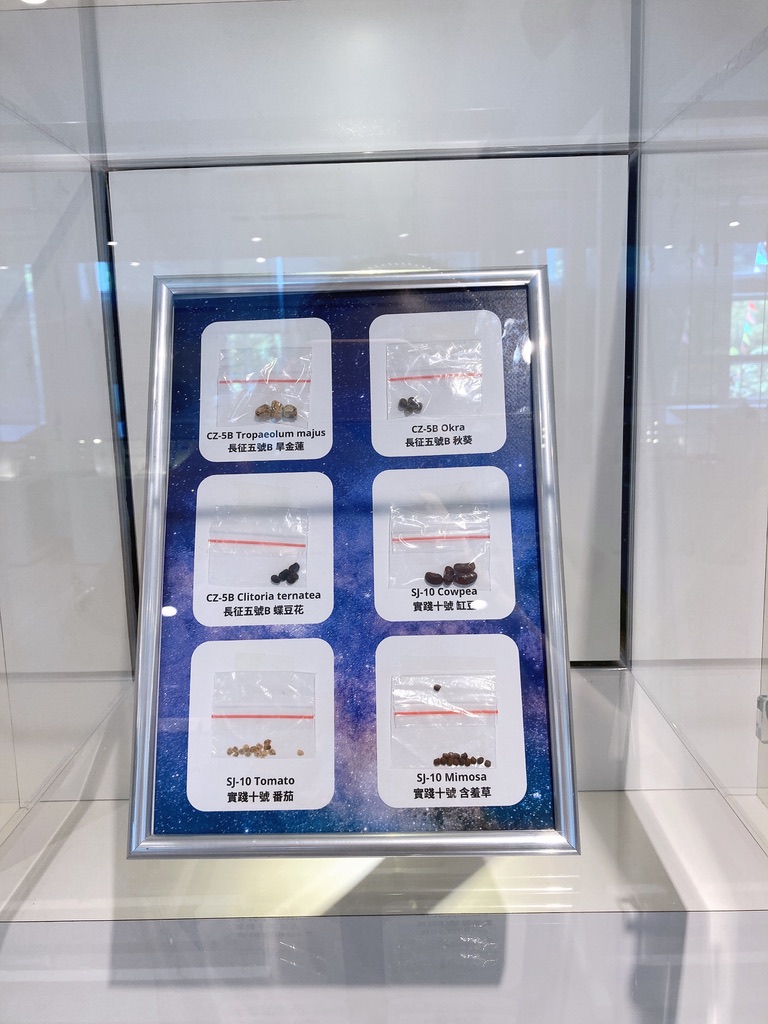 CZ-5B Tropaeolum majus
長征五號B 旱金蓮
CZ-5B Okra
長征五號B 秋葵
CZ-5B Clitoria ternatea
長征五號B 蝶豆花
SJ-10 Cowpea
實踐十號 缸豆
SJ-10 Tomato
實踐十號 番茄
SJ-10 Mimosa
實踐十號 含羞草